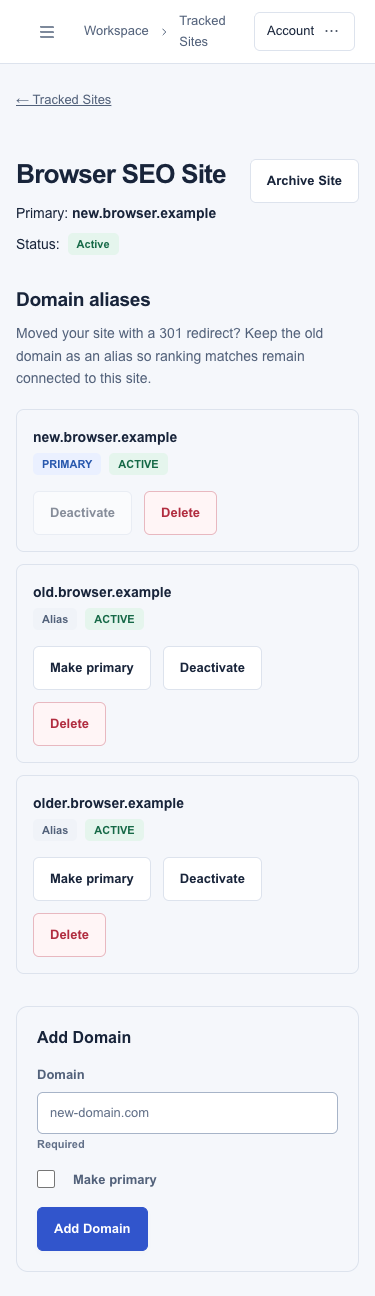 Workspace
Tracked
Sites
Account ···
← Tracked Sites
Browser SEO Site
Archive Site
Primary: new.browser.example
Status: Active
Domain aliases
Moved your site with a 301 redirect? Keep the old
domain as an alias so ranking matches remain
connected to this site.
new.browser.example
PRIMARY ACTIVE
Deactivate Delete
old.browser.example
Alias ACTIVE
Make primary Deactivate
Delete
older.browser.example
Alias ACTIVE
Make primary Deactivate
Delete
Add Domain
Domain
new-domain.com
Required
Make primary
Add Domain